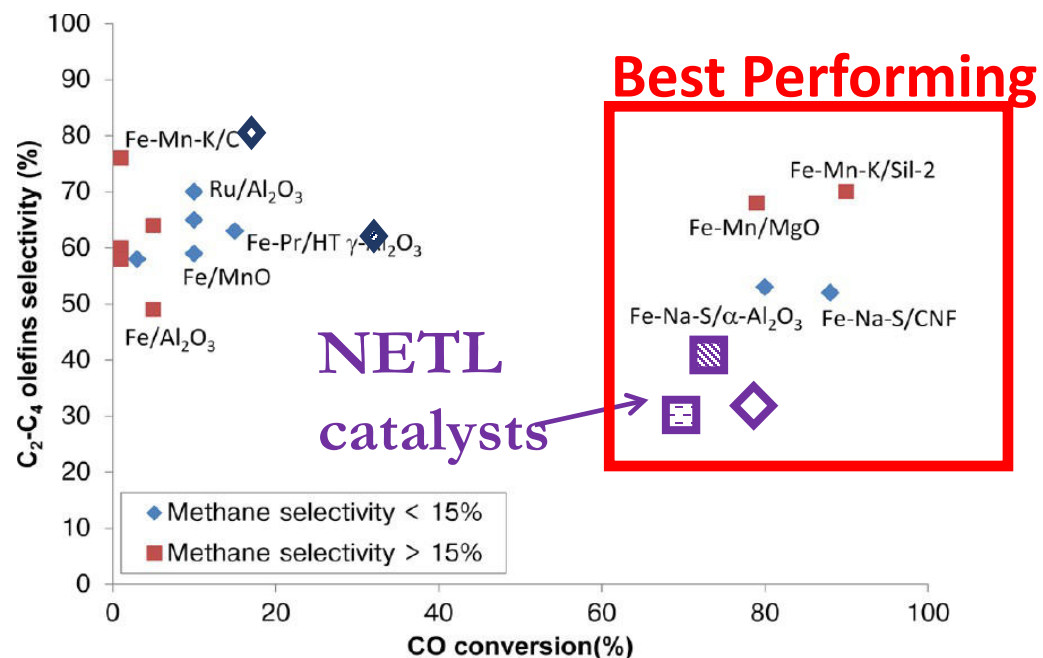 100
90
80
70
60
50
40
30
20
10
0
C₂-C₄ olefins selectivity (%)
Best Performing
Fe-Mn-K/C
Ru/Al₂O₃
Fe-Pr/HT γ-Al₂O₃
Fe/MnO
Fe/Al₂O₃
Fe-Mn-K/Sil-2
Fe-Mn/MgO
Fe-Na-S/α-Al₂O₃
Fe-Na-S/CNF
NETL
catalysts
Methane selectivity < 15%
Methane selectivity > 15%
0 20 40 60 80 100
CO conversion(%)